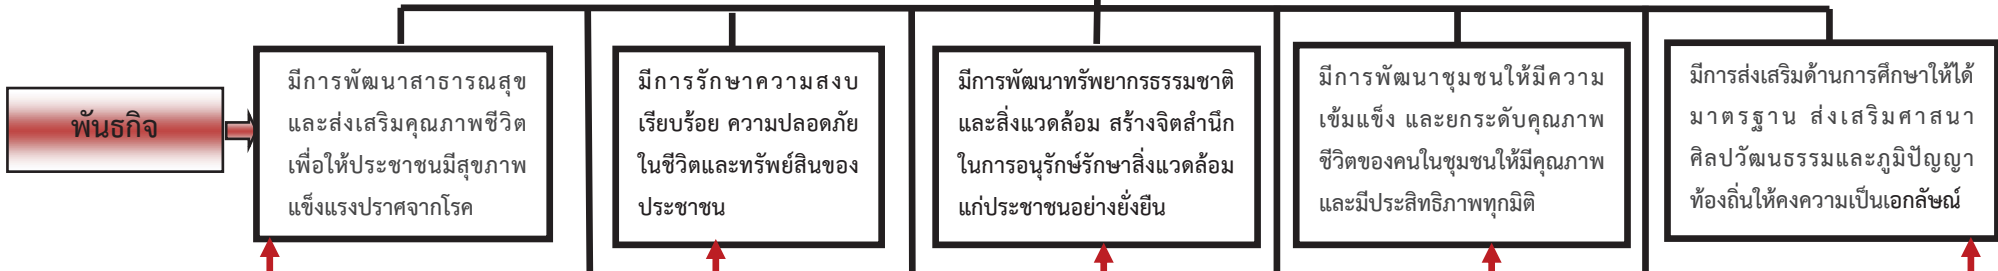 พันธกิจ
มีการพัฒนาสาธารณสุข
และส่งเสริมคุณภาพชีวิต
เพื่อให้ประชาชนมีสุขภาพ
แข็งแรงปราศจากโรค
มีการรักษาความสงบ
เรียบร้อย ความปลอดภัย
ในชีวิตและทรัพย์สินของ
ประชาชน
มีการพัฒนาทรัพยากรธรรมชาติ
และสิ่งแวดล้อม สร้างจิตสำนึก
ในการอนุรักษ์รักษาสิ่งแวดล้อม
แก่ประชาชนอย่างยั่งยืน
มีการพัฒนาชุมชนให้มีความ
เข้มแข็ง และยกระดับคุณภาพ
ชีวิตของคนในชุมชนให้มีคุณภาพ
และมีประสิทธิภาพทุกมิติ
มีการส่งเสริมด้านการศึกษาให้ได้
มาตรฐาน ส่งเสริมศาสนา
ศิลปวัฒนธรรมและภูมิปัญญา
ท้องถิ่นให้คงความเป็นเอกลัษณ์